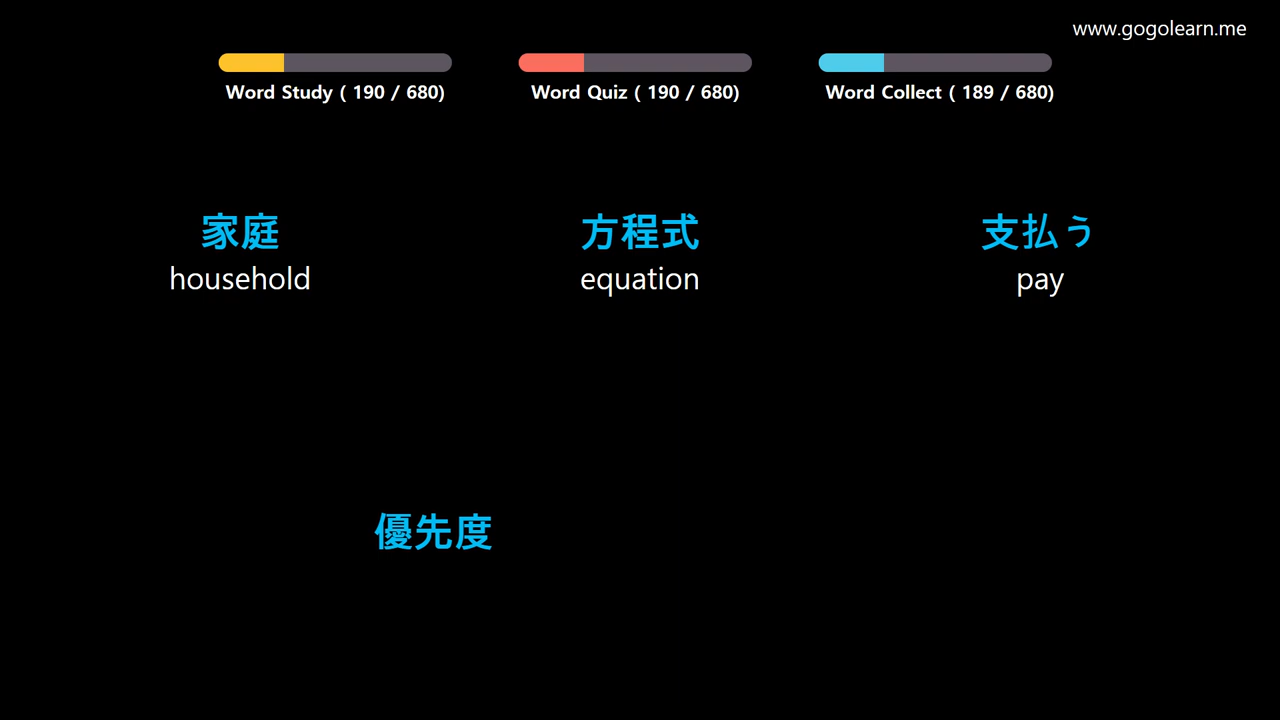 www.gogolearn.me
Word Study ( 190 / 680)
Word Quiz ( 190 / 680)
Word Collect ( 189 / 680)
家庭
household
方程式
equation
支払う
pay
優先度